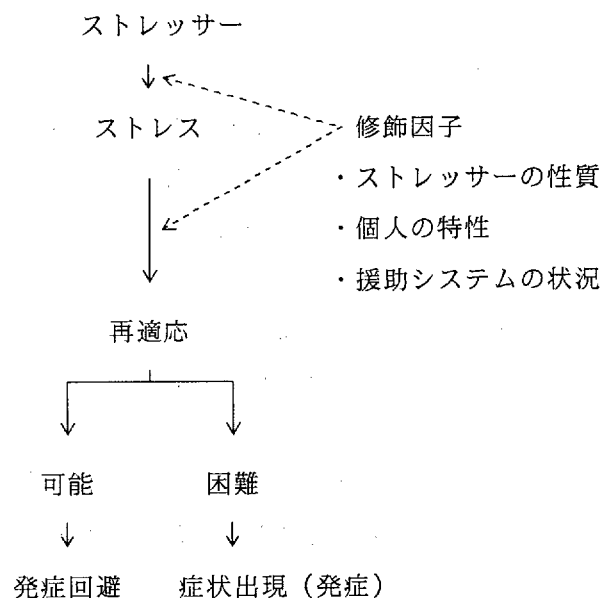 ストレッサー
ストレス
修飾因子
・ストレッサーの性質
・個人の特性
・援助システムの状況
再適応
可能
困難
発症回避
症状出現（発症）